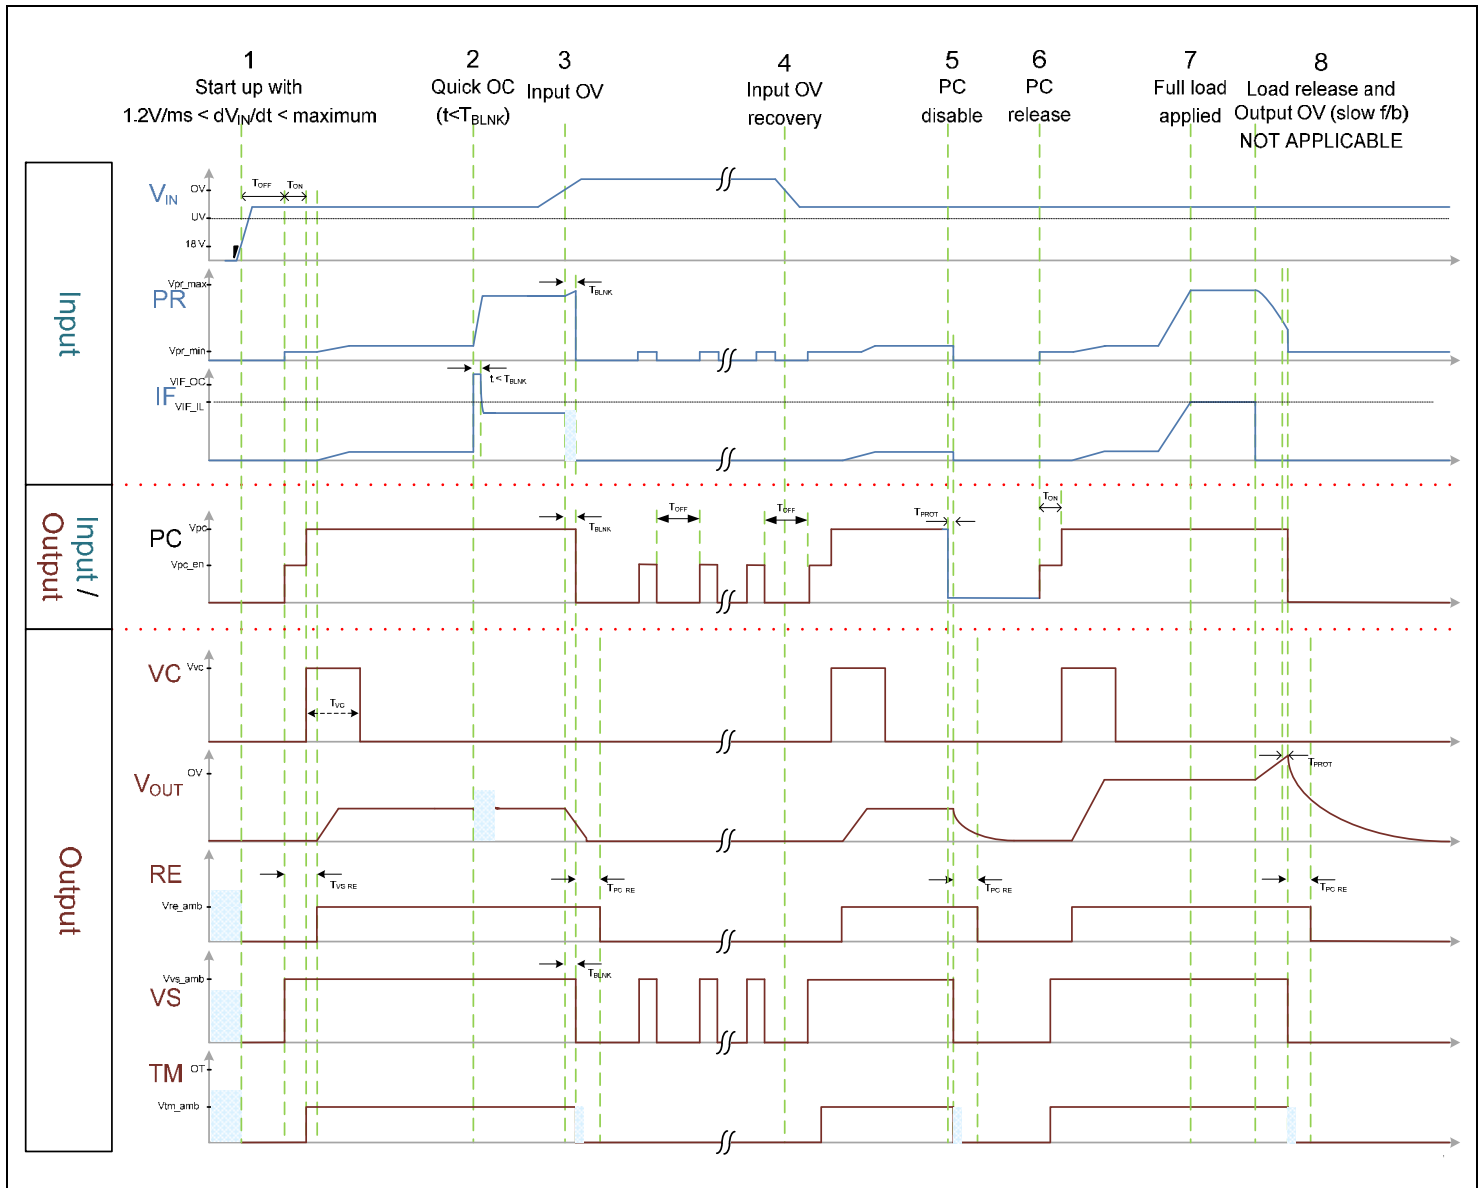 1
Start up with
1.2V/ms < dVIN/dt < maximum
2
Quick OC
(t<TBLNK)
3
Input OV
4
Input OV
recovery
5
PC
disable
6
PC
release
7
Full load
applied
8
Load release and
Output OV (slow f/b)
NOT APPLICABLE
Input
VIN
OV
UV
18 V
TOFF
TON
PR
Vpr_max
Vpr_min
TBLNK
IF
VIF_OC
VIF_IL
t < TBLNK
Input /
Output
PC
Vpc
Vpc_en
TBLNK
TOFF
TOFF
TPROT
TON
Output
VC
Vvc
TVC
VOUT
OV
TPROT
RE
Vre_amb
TVS RE
TPC RE
TPC RE
TPC RE
VS
Vvs_amb
TBLNK
TM
OT
Vtm_amb